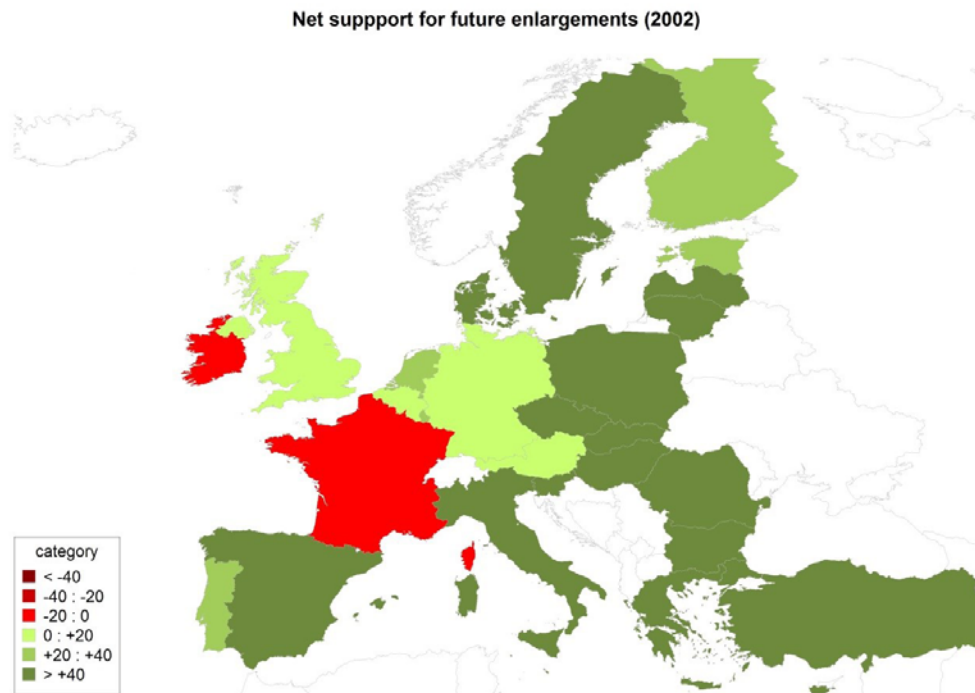 Net suppport for future enlargements (2002)
category
< -40
-40 : -20
-20 : 0
0 : +20
+20 : +40
> +40